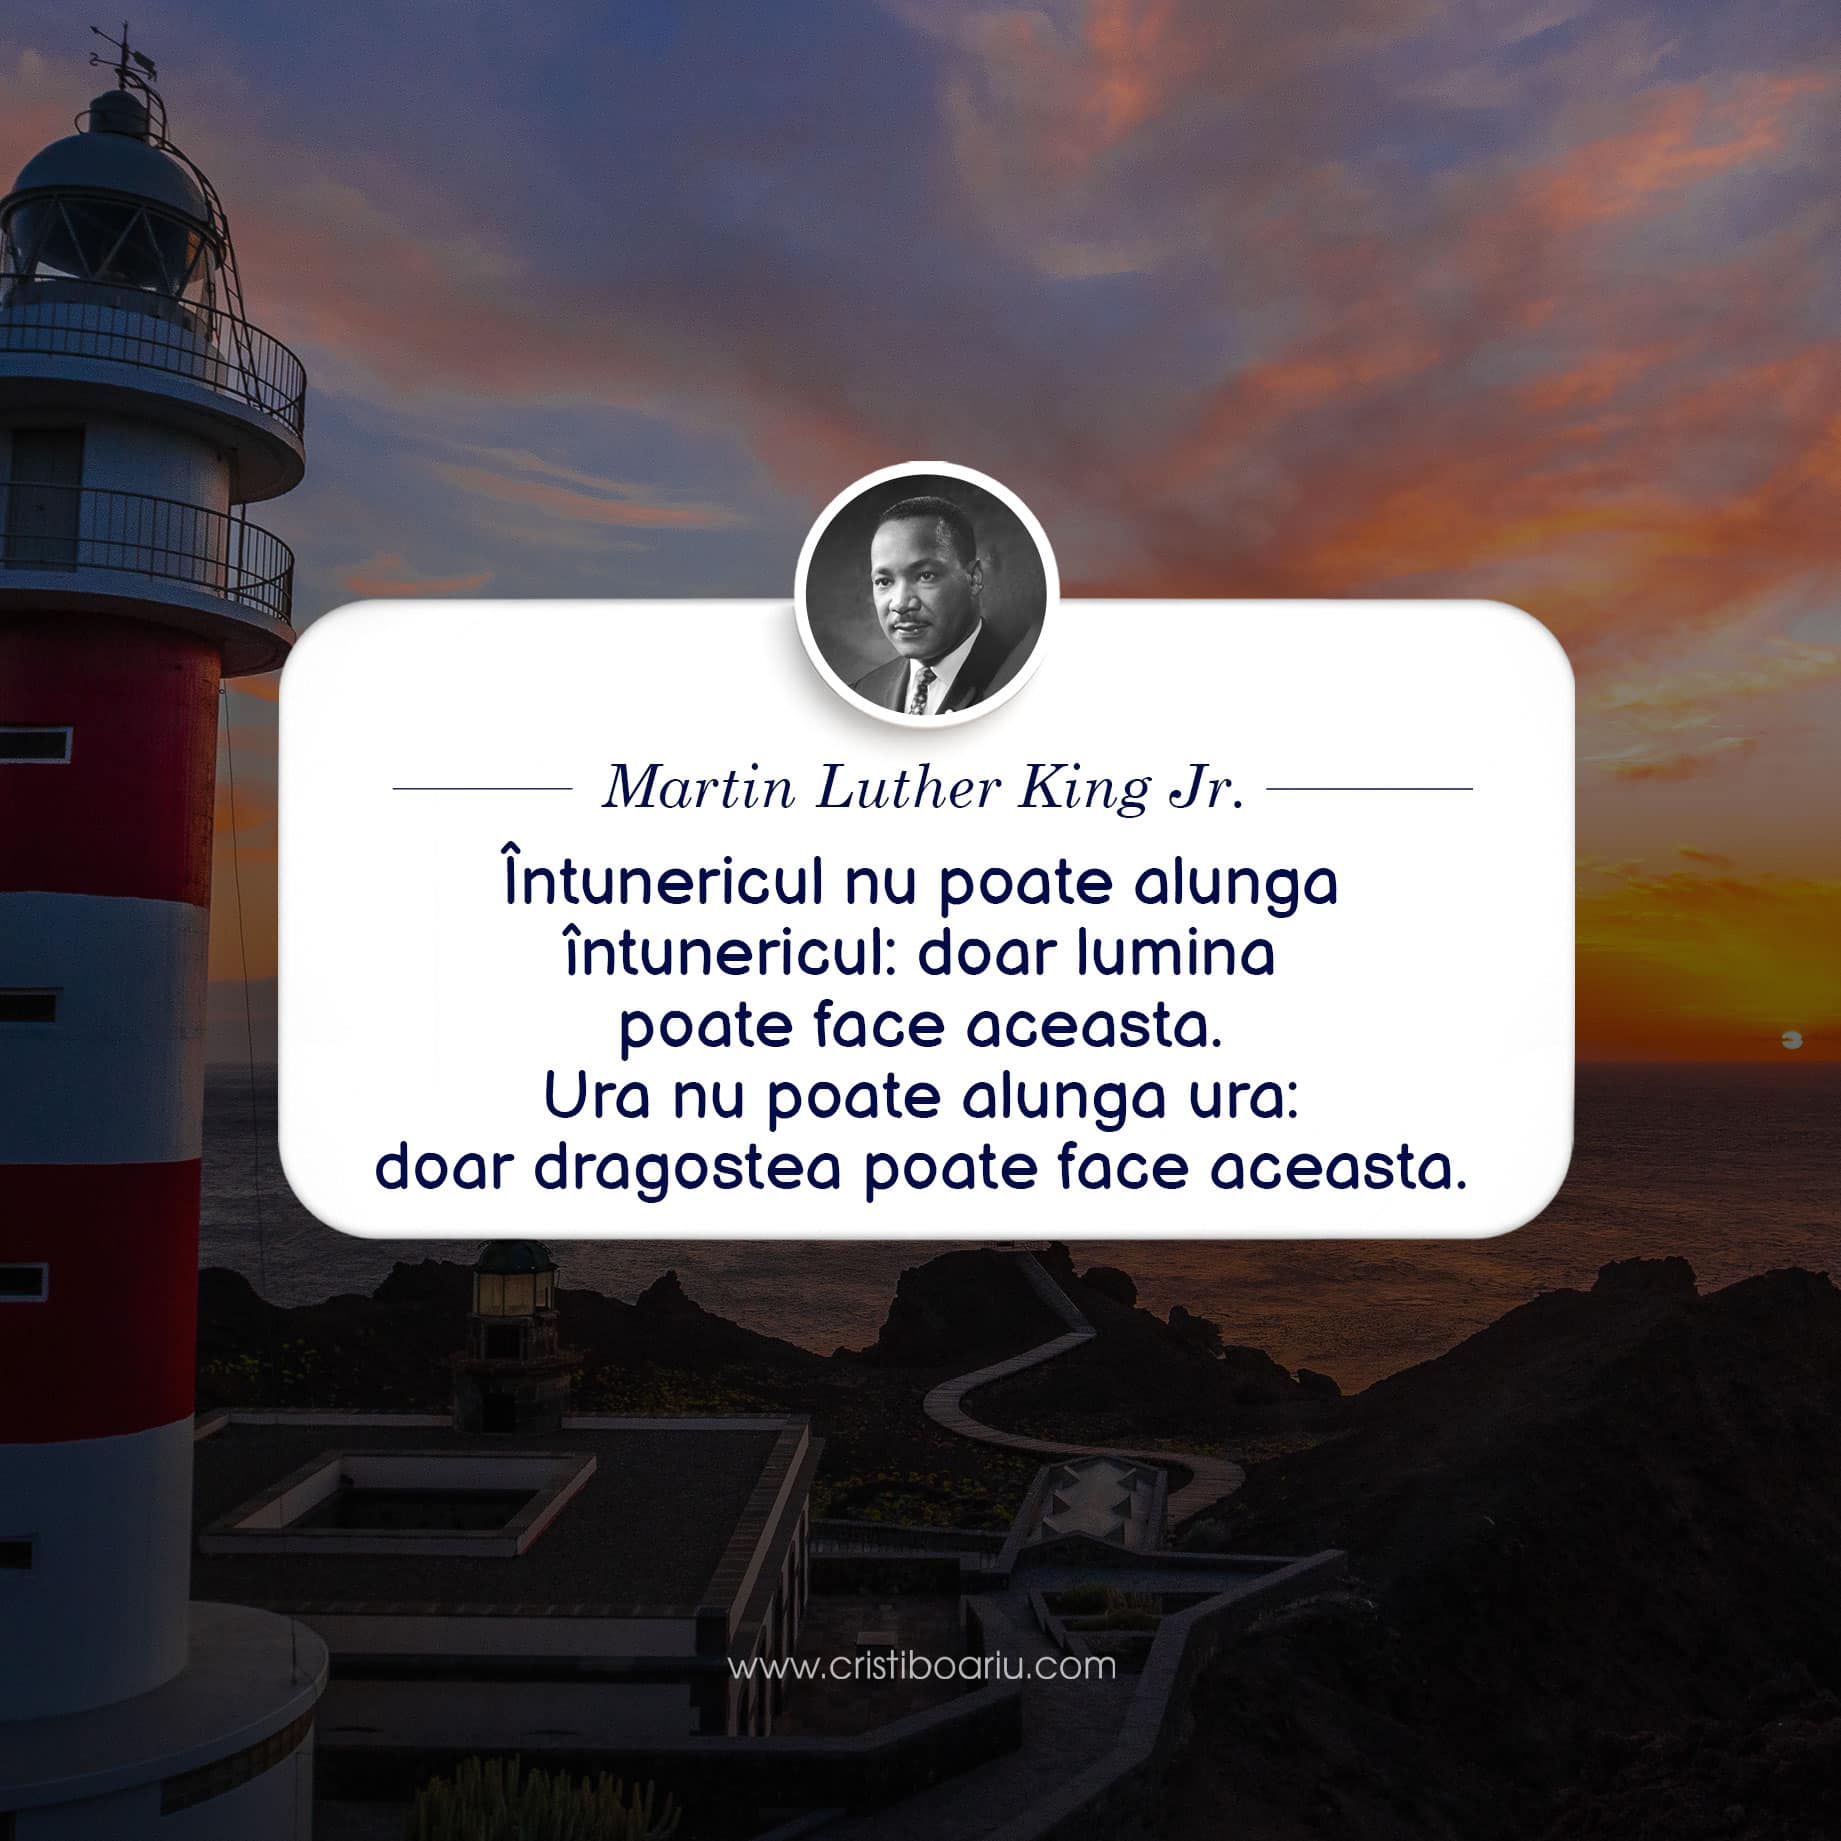 Martin Luther King Jr.
Întunericul nu poate alunga
întunericul: doar lumina
poate face aceasta.
Ura nu poate alunga ura:
doar dragostea poate face aceasta.
www.cristiboariu.com